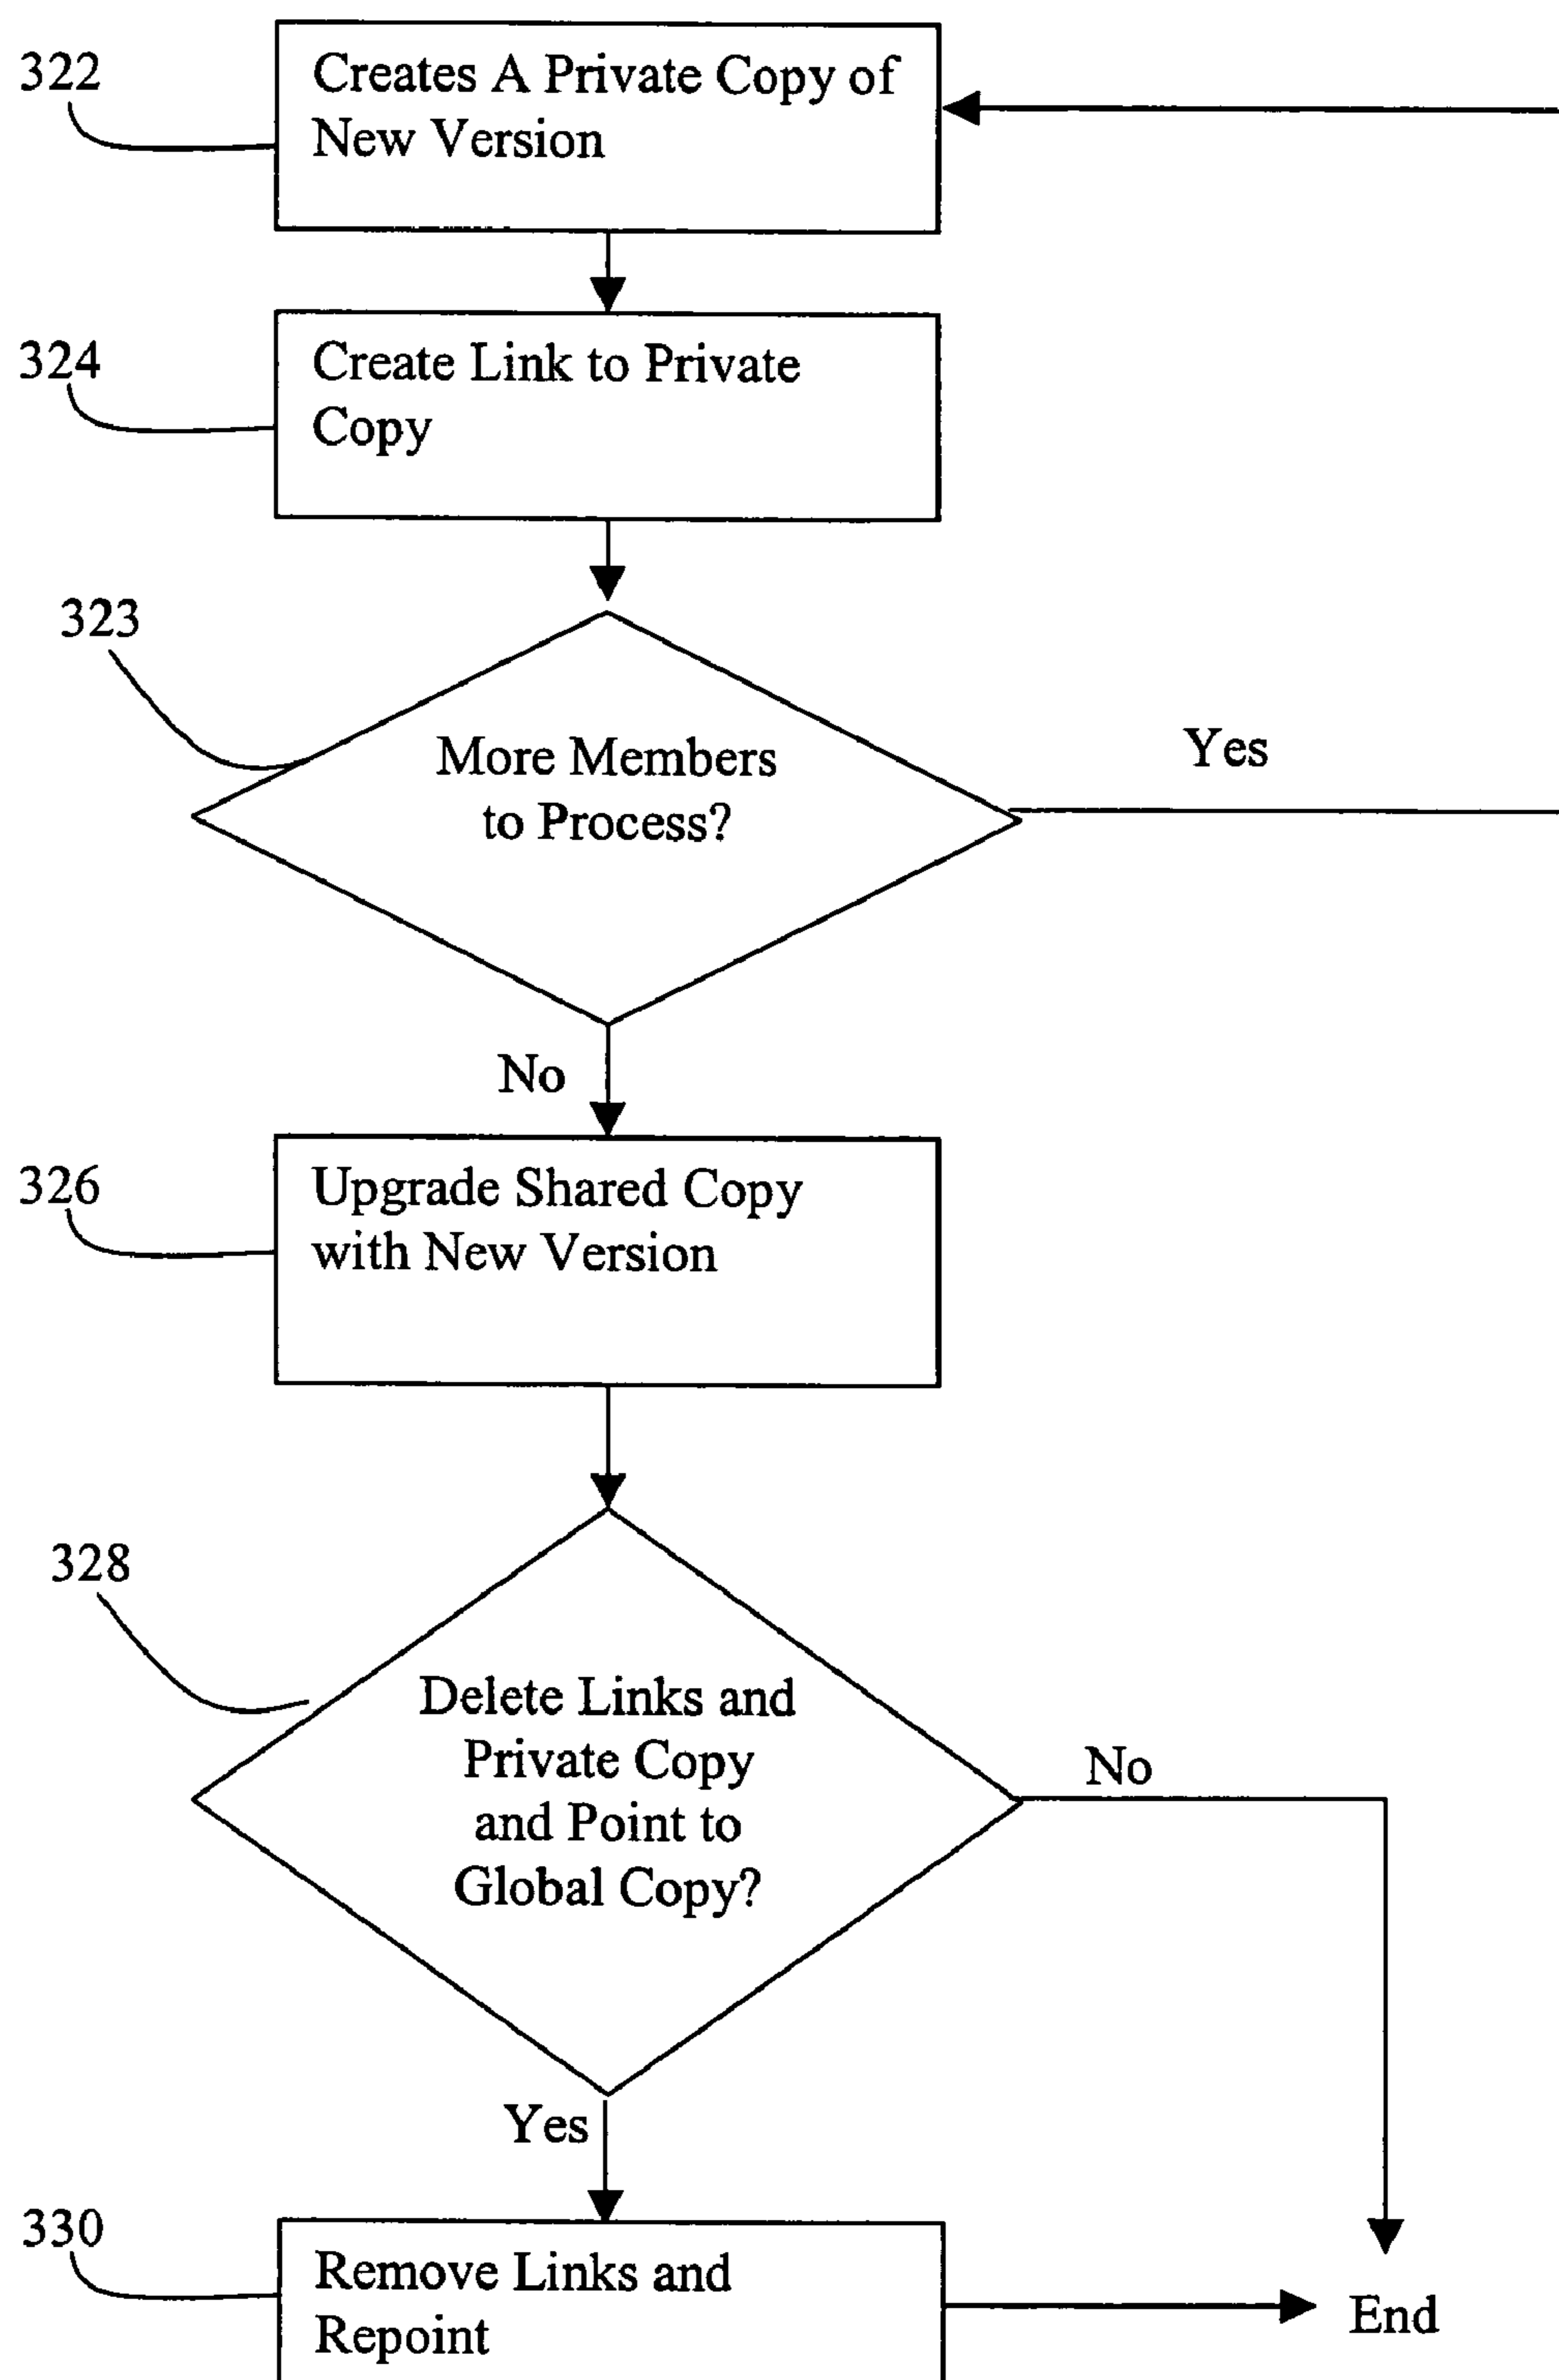 322
Creates A Private Copy of
New Version
324
Create Link to Private
Copy
323
More Members
to Process?
Yes
No
326
Upgrade Shared Copy
with New Version
328
Delete Links and
Private Copy
and Point to
Global Copy?
No
Yes
330
Remove Links and
Repoint
End